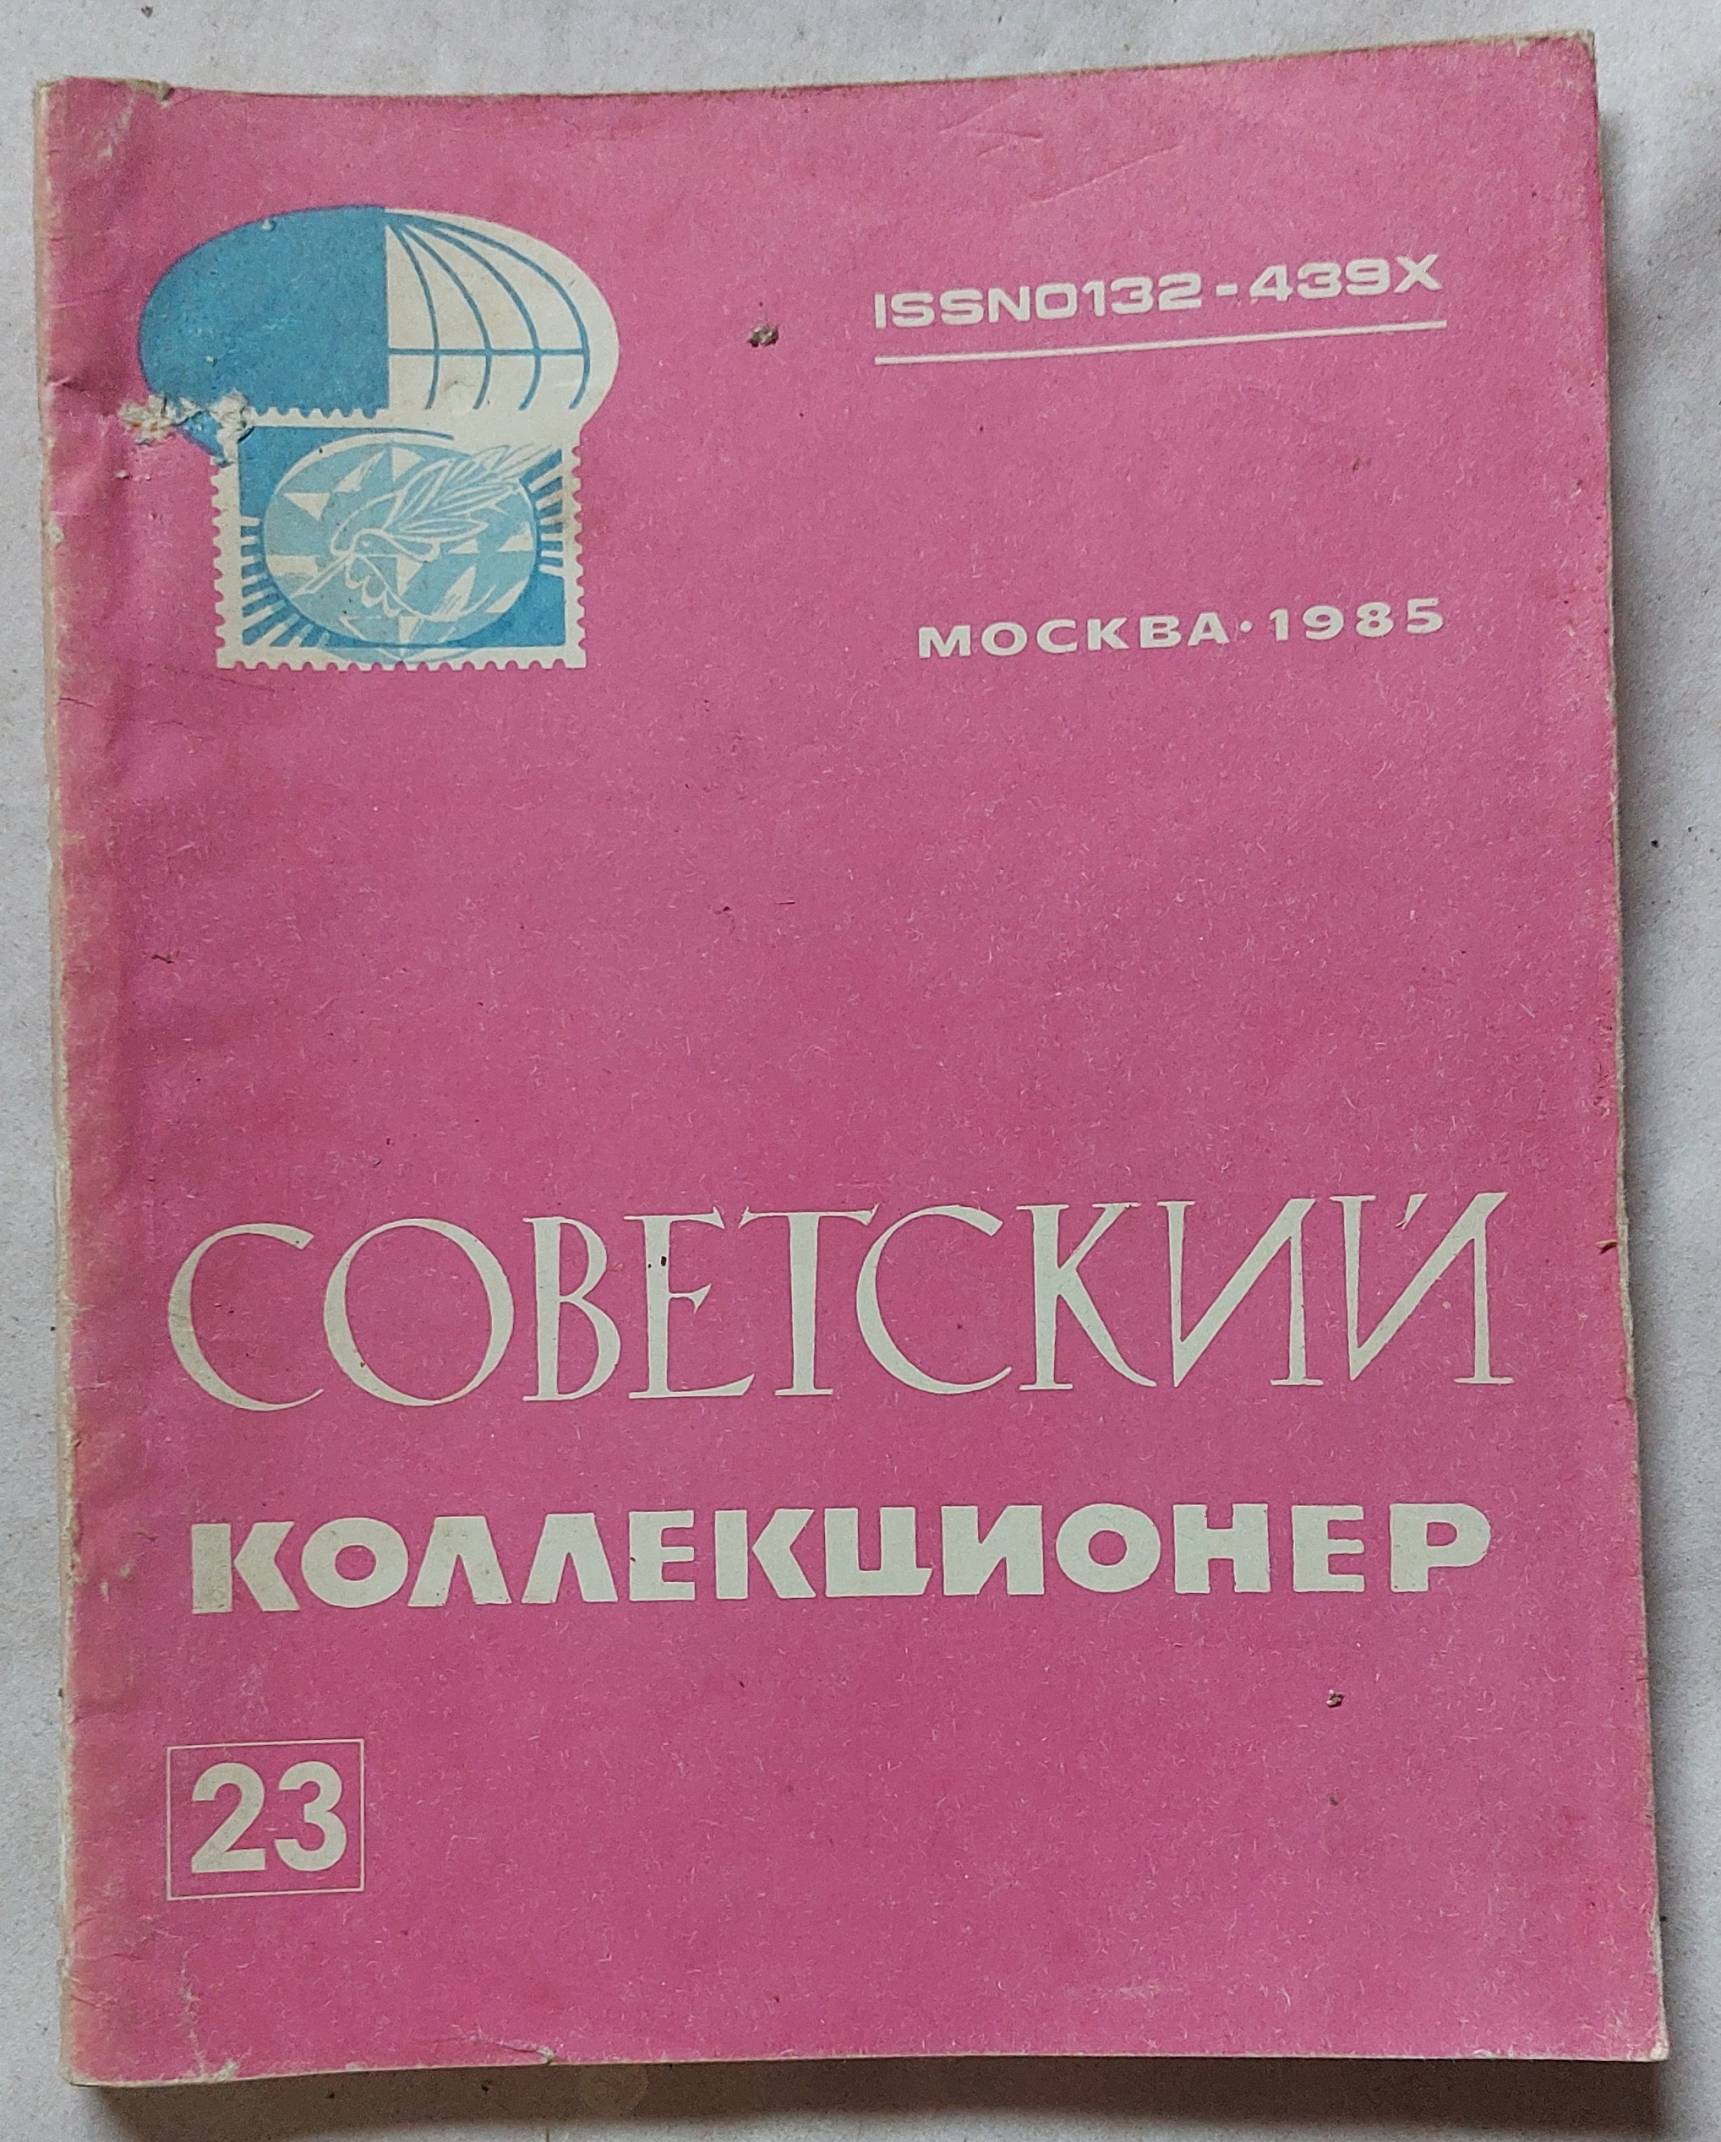 ISSN0132-439X
МОСКВА·1985
СОВЕТСКИЙ
КОЛЛЕКЦИОНЕР
23